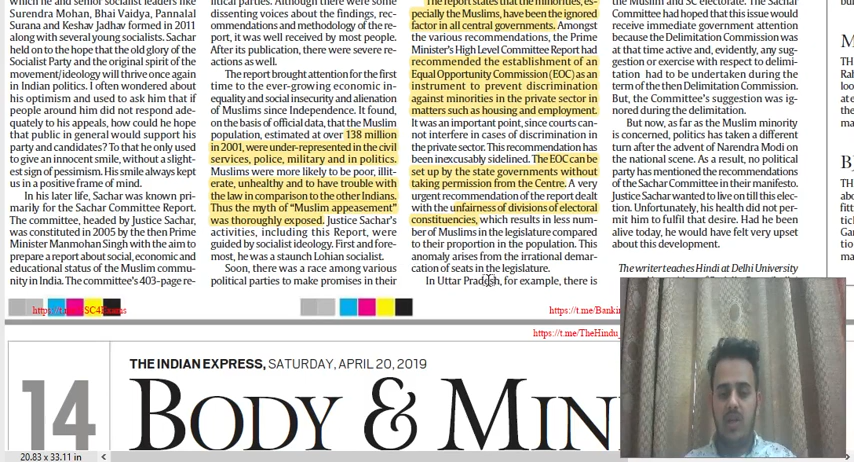 which he and senior socialist leaders like
Surendra Mohan, Bhai Vaidya, Pannalal
Surana and Keshav Jadhav formed in 2011
along with several young socialists. Sachar
held on to the hope that the old glory of the
Socialist Party and the original spirit of the
movement/ideology will thrive once again
in Indian politics. I often wondered about
his optimism and used to ask him that if
people around him did not respond ade-
quately to his appeals, how could he hope
that public in general would support his
party and candidates? To that he only used
to give an innocent smile, without a slight-
est sign of pessimism. His smile always kept
us in a positive frame of mind.
In his later life, Sachar was known pri-
marily for the Sachar Committee Report.
The Committee, headed by Justice Sachar,
was constituted in 2005 by the then Prime
Minister Manmohan Singh with the aim to
prepare a report about social, economic and
educational status of the Muslim commu-
nity in India. The committee's 403-page re-
litical parties. Although there were some
dissenting voices about the findings, rec-
ommendations and methodology of the re-
port, it was well received by most people.
After its publication, there were severe re-
actions as well.
The report brought attention for the first
time to the ever-growing economic in-
equality and social insecurity and alienation
of Muslims since Independence. It found,
on the basis of official data, that the Muslim
population, estimated at over 138 million
in 2001, were under-represented in the civil
services, police, military and in politics.
Muslims were more likely to be poor, illit-
erate, unhealthy and to have trouble with
the law in comparison to the other Indians.
Thus the myth of "Muslim appeasement"
was thoroughly exposed. Justice Sachar's
activities, including this Report, were
guided by socialist ideology. First and fore-
most, he was a staunch Lohian socialist.
Soon, there was a race among various
political parties to make promises in their
The report states that the minorities, es-
pecially the Muslims, have been the ignored
factor in all central governments. Amongst
the various recommendations, the Prime
Minister's High Level Committee Report had
recommended the establishment of an
Equal Opportunity Commission (EOC) as an
instrument to prevent discrimination
against minorities in the private sector in
matters such as housing and employment.
It was an important point, since courts can-
not interfere in cases of discrimination in
the private sector. This recommendation has
been inexcusably sidelined. The EOC can be
set up by the state governments without
taking permission from the Centre. A very
urgent recommendation of the report dealt
with the unfairness of divisions of electoral
constituencies, which results in less num-
ber of Muslims in the legislature compared
to their proportion in the population. This
anomaly arises from the irrational demar-
cation of seats in the legislature.
In Uttar Pradesh, for example, there is
the Muslim and SC electorate. The Sachar
Committee had hoped that this issue would
receive immediate government attention
because the Delimitation Commission was
at that time active and, evidently, any sug-
gestion or exercise with respect to delimi-
tation had to be undertaken during the
term of the then Delimitation Commission.
But, the Committee's suggestion was ig-
nored during the delimitation.
But now, as far as the Muslim minority
is concerned, politics has taken a different
turn after the advent of Narendra Modi on
the national scene. As a result, no political
party has mentioned the recommendations
of the Sachar Committee in their manifesto.
Justice Sachar wanted to live on till this elec-
tion. Unfortunately, his health did not per-
mit him to fulfil that desire. Had he been
alive today, he would have felt very upset
about this development.
The writer teaches Hindi at Delhi University
https://t.me/SSC4Exams
https://t.me/Bankin
https://t.me/TheHindu_
14
THE INDIAN EXPRESS, SATURDAY, APRIL 20, 2019
BODY & MIN
20.83 x 33.11 in